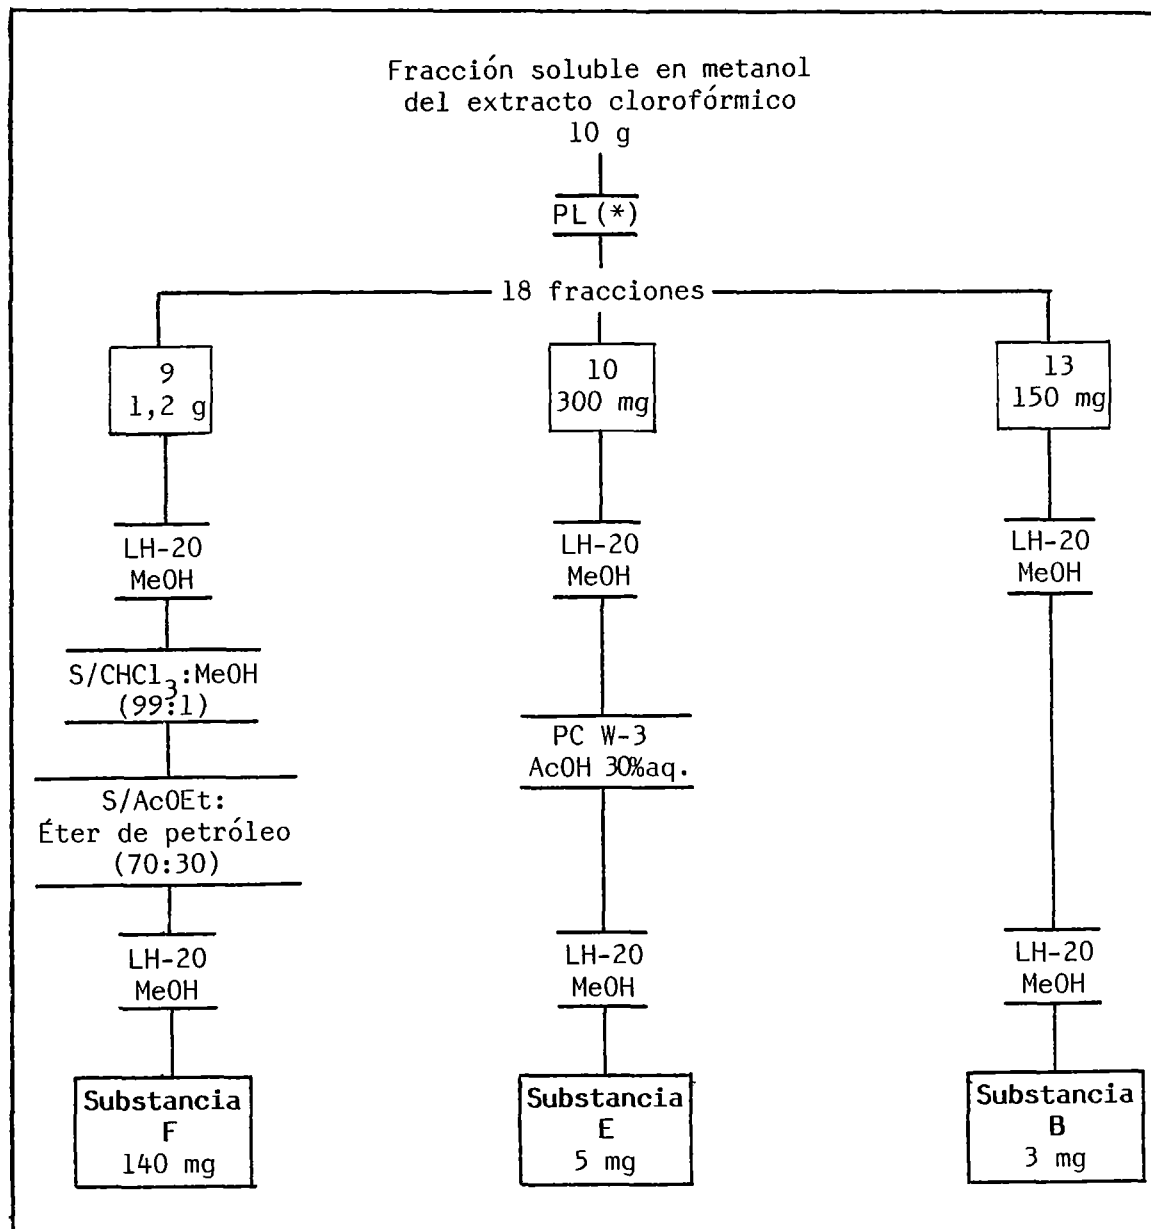 Fracción soluble en metanol
del extracto clorofórmico
10 g
PL (*)
18 fracciones
9
1,2 g
10
300 mg
13
150 mg
LH-20
MeOH
LH-20
MeOH
LH-20
MeOH
S/CHCl3:MeOH
(99:1)
PC W-3
AcOH 30%aq.
S/AcOEt:
Éter de petróleo
(70:30)
LH-20
MeOH
LH-20
MeOH
LH-20
MeOH
Substancia
F
140 mg
Substancia
E
5 mg
Substancia
B
3 mg